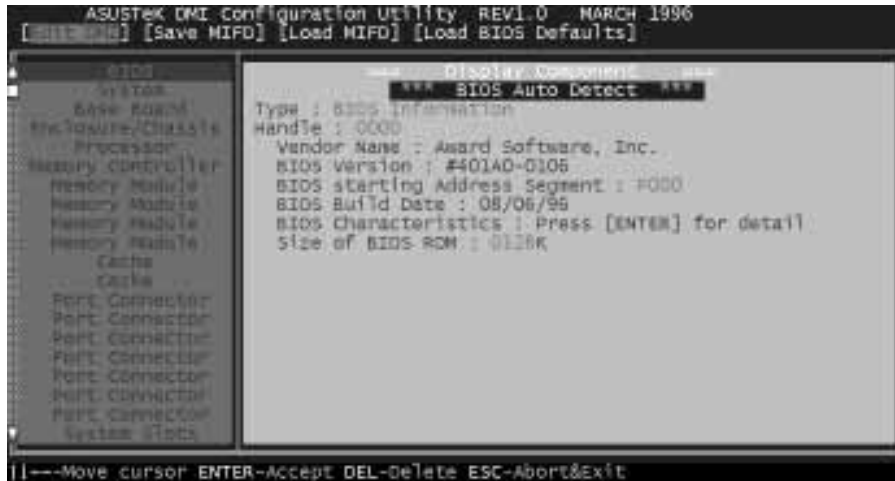 ASUSTeK DMI Configuration Utility REV1.0 MARCH 1996
[Edit DMI] [Save MIFD] [Load MIFD] [Load BIOS Defaults]
BIOS
System
Base Board
Enclosure/Chassis
Processor
Memory Controller
Memory Module
Memory Module
Memory Module
Memory Module
Cache
Cache
Port Connector
Port Connector
Port Connector
Port Connector
Port Connector
Port Connector
Port Connector
System Slots
=== Display Component ===
*** BIOS Auto Detect ***
Type : BIOS Information
Handle : 0000
Vendor Name : Award Software, Inc.
BIOS Version : #401A0-0106
BIOS starting Address Segment : F000
BIOS Build Date : 08/06/96
BIOS Characteristics : Press [ENTER] for detail
Size of BIOS ROM : 0128K
||---Move cursor ENTER-Accept DEL-Delete ESC-Abort&Exit